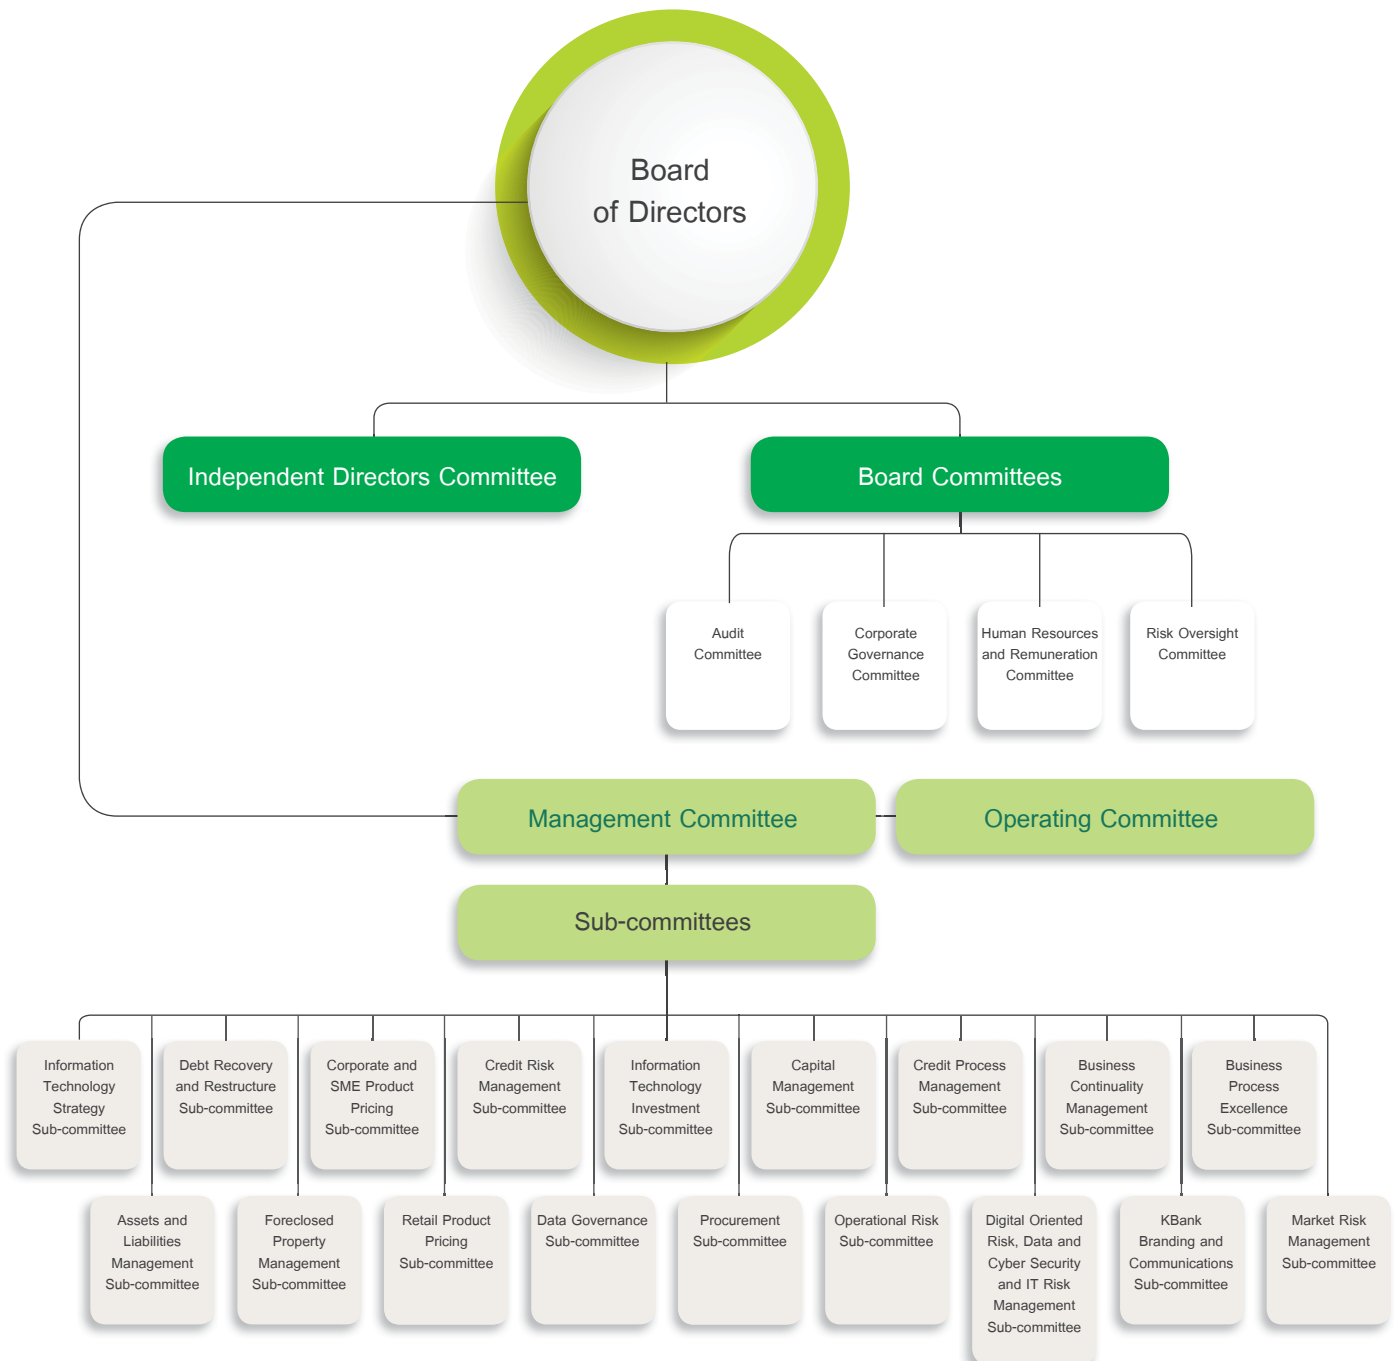 Board
of Directors
Independent Directors Committee
Board Committees
Audit
Committee
Corporate
Governance
Committee
Human Resources
and Remuneration
Committee
Risk Oversight
Committee
Management Committee
Operating Committee
Sub-committees
Information
Technology
Strategy
Sub-committee
Debt Recovery
and Restructure
Sub-committee
Corporate and
SME Product
Pricing
Sub-committee
Credit Risk
Management
Sub-committee
Information
Technology
Investment
Sub-committee
Capital
Management
Sub-committee
Credit Process
Management
Sub-committee
Business
Continuality
Management
Sub-committee
Business
Process
Excellence
Sub-committee
Assets and
Liabilities
Management
Sub-committee
Foreclosed
Property
Management
Sub-committee
Retail Product
Pricing
Sub-committee
Data Governance
Sub-committee
Procurement
Sub-committee
Operational Risk
Sub-committee
Digital Oriented
Risk, Data and
Cyber Security
and IT Risk
Management
Sub-committee
KBank
Branding and
Communications
Sub-committee
Market Risk
Management
Sub-committee